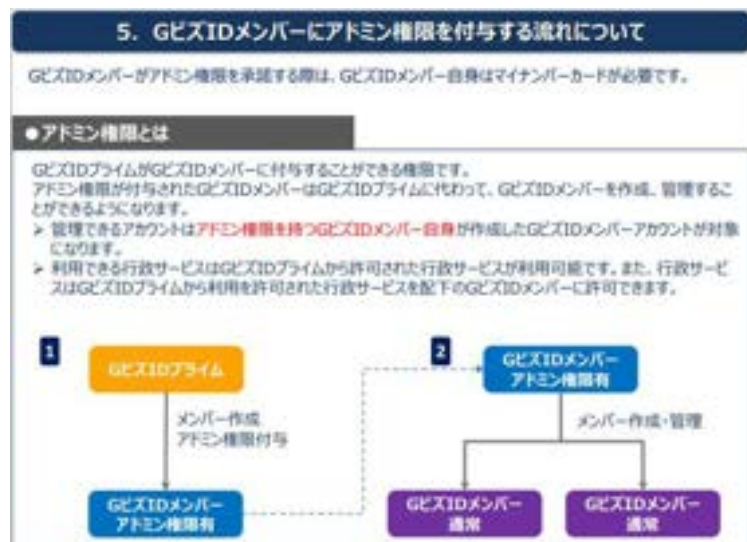 5. GビズIDメンバーにアドミン権限を付与する流れについて
GビズIDメンバーがアドミン権限を承認する際は、GビズIDメンバー自身はマイナンバーカードが必要です。
●アドミン権限とは
GビズIDプライムがGビズIDメンバーに付与することができる権限です。
アドミン権限が付与されたGビズIDメンバーはGビズIDプライムに代わって、GビズIDメンバーを作成、管理するこ
とができるようになります。
➤ 管理できるアカウントはアドミン権限を持つGビズIDメンバー自身が作成したGビズIDメンバーアカウントが対象
になります。
➤ 利用できる行政サービスはGビズIDプライムから許可された行政サービスが利用可能です。また、行政サービ
スはGビズIDプライムから利用を許可された行政サービスを配下のGビズIDメンバーに許可できます。
1
GビズIDプライム
メンバー作成
アドミン権限付与
GビズIDメンバー
アドミン権限有
2
GビズIDメンバー
アドミン権限有
メンバー作成・管理
GビズIDメンバー
通常
GビズIDメンバー
通常